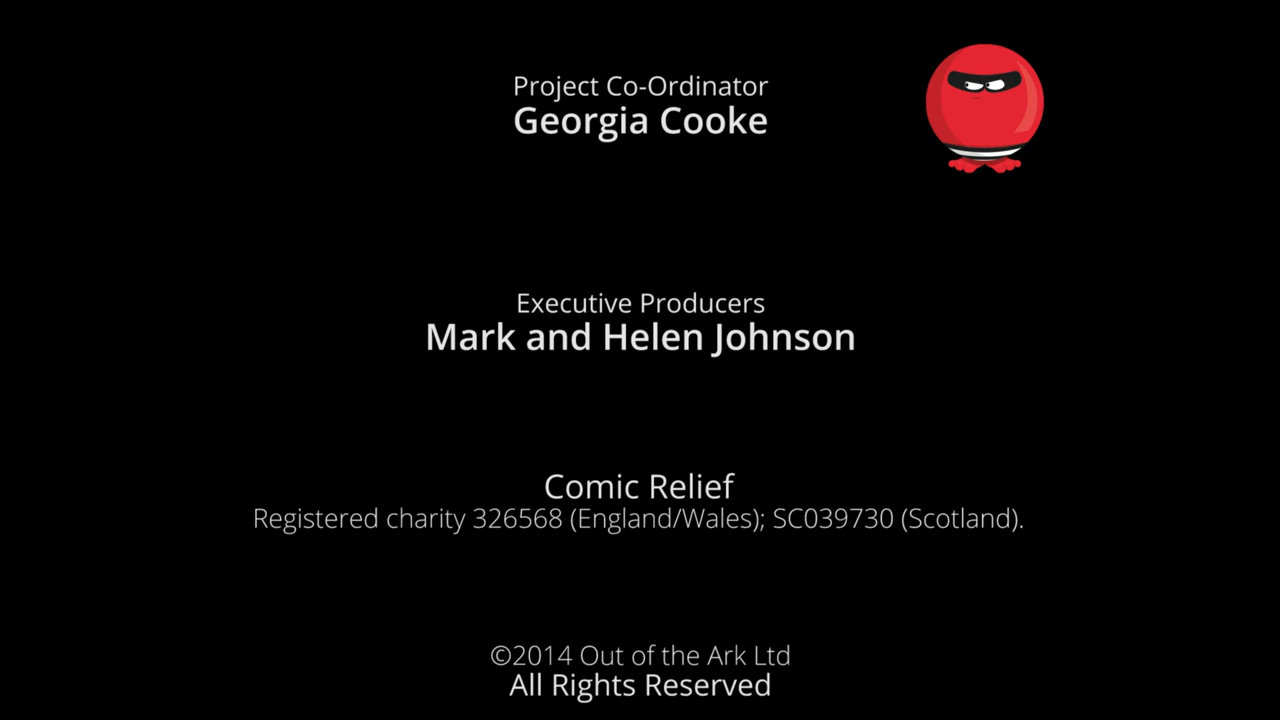 Project Co-Ordinator
Georgia Cooke
Executive Producers
Mark and Helen Johnson
Comic Relief
Registered charity 326568 (England/Wales); SC039730 (Scotland).
©2014 Out of the Ark Ltd
All Rights Reserved